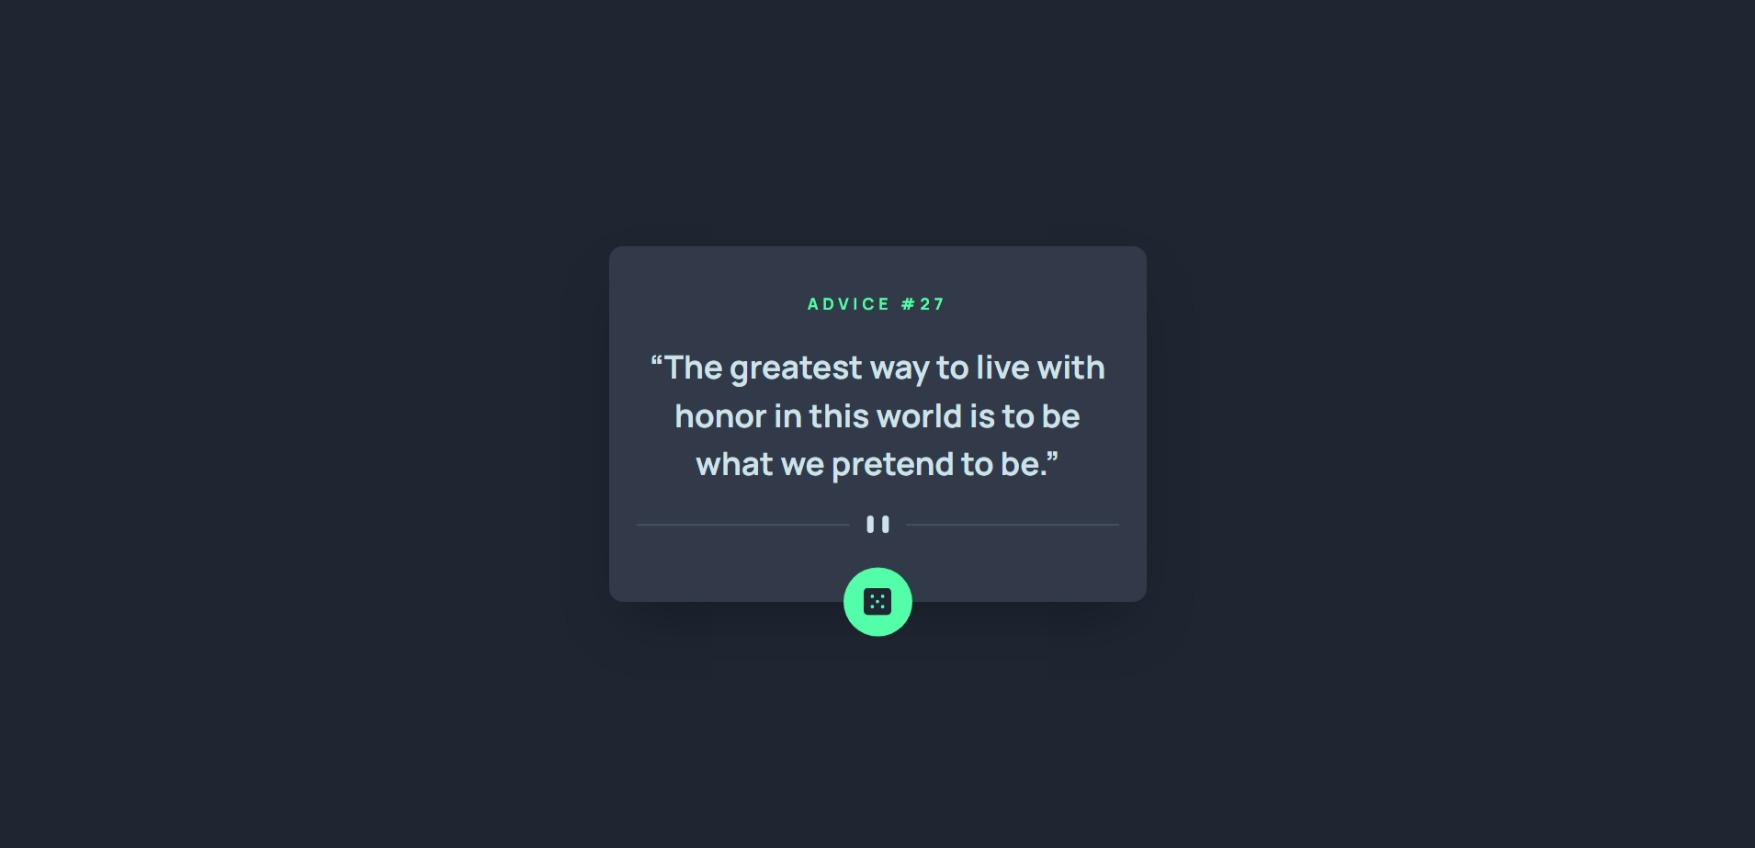 ADVICE #27
“The greatest way to live with
honor in this world is to be
what we pretend to be.”